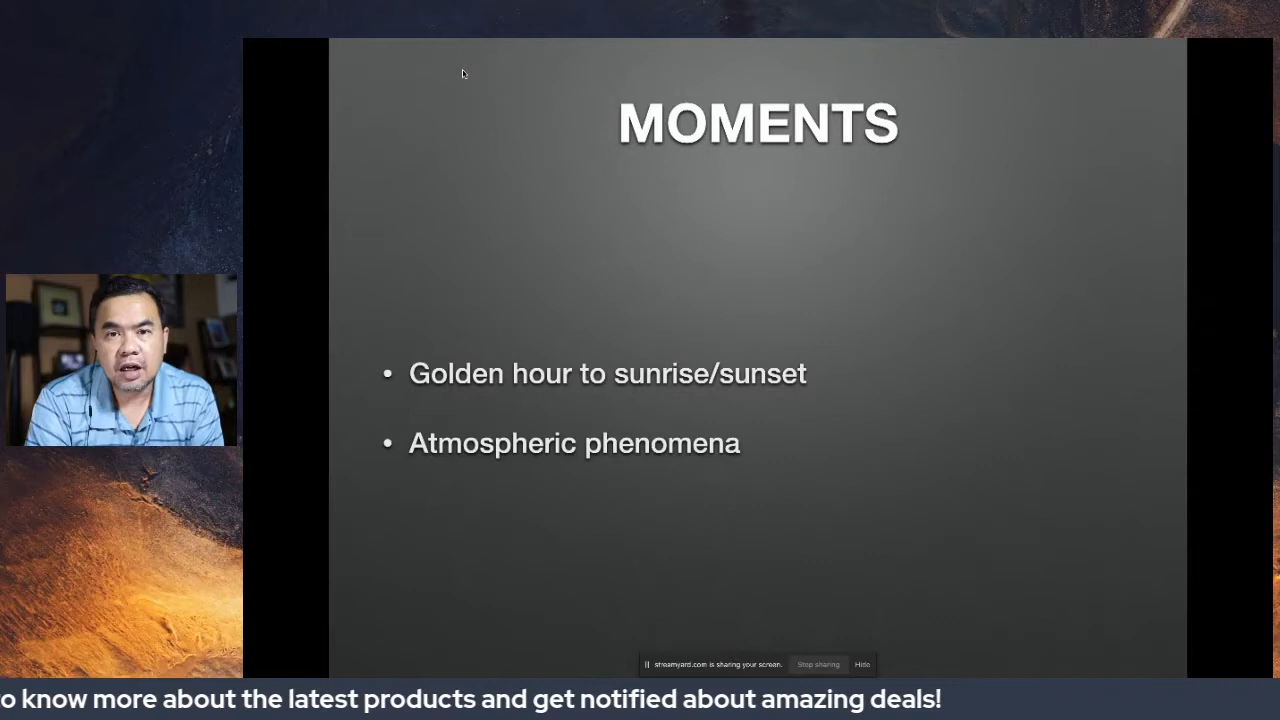 MOMENTS
• Golden hour to sunrise/sunset
• Atmospheric phenomena
streamyard.com is sharing your screen. Stop sharing Hide
to know more about the latest products and get notified about amazing deals!